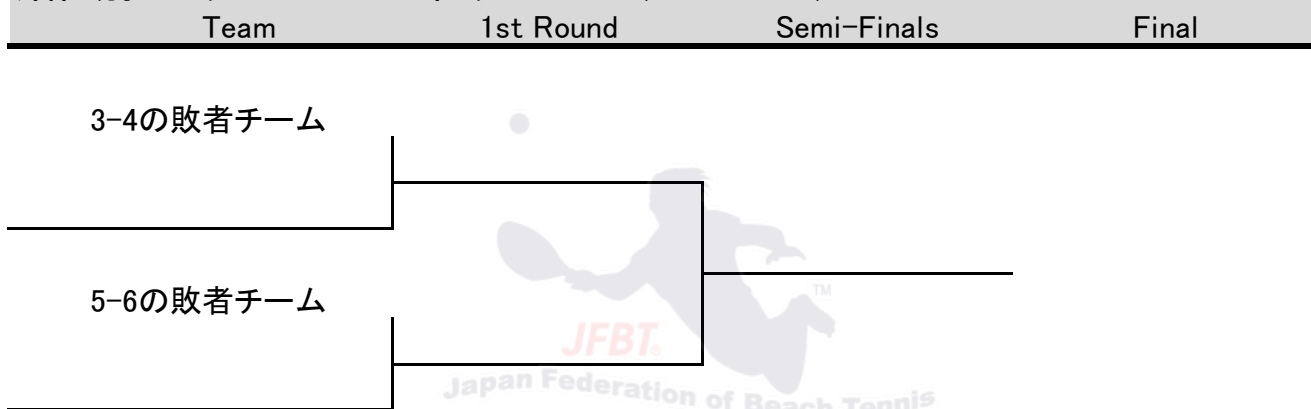 Team 1st Round Semi-Finals Final
3-4の敗者チーム
5-6の敗者チーム
TM
JFBT®
Japan Federation of Beach Tennis